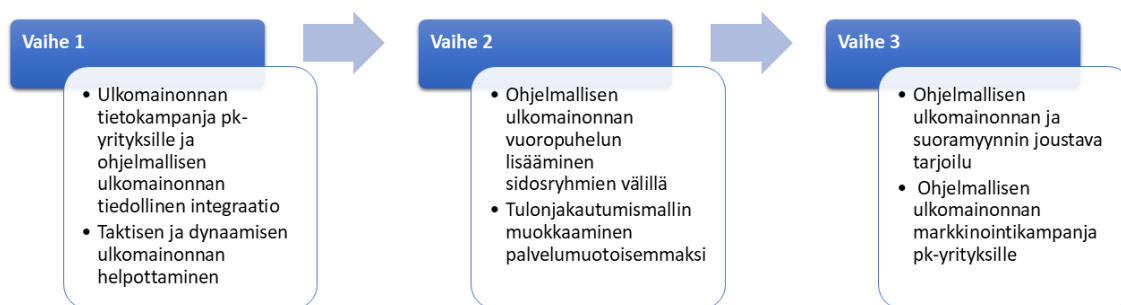 Vaihe 1
• Ulkomainonnan
tietokampanja pk-
yrityksille ja
ohjelmallisen
ulkomainonnan
tiedollinen integraatio
• Taktisen ja dynaamisen
ulkomainonnan
helpottaminen
Vaihe 2
• Ohjelmallisen
ulkomainonnan
vuoropuhelun
lisääminen
sidosryhmien välillä
• Tulonjakautumismallin
muokkaaminen
palvelumuotoisemmaksi
Vaihe 3
• Ohjelmallisen
ulkomainonnan ja
suoramyynnin joustava
tarjoilu
• Ohjelmallisen
ulkomainonnan
markkinointikampanja
pk-yrityksille